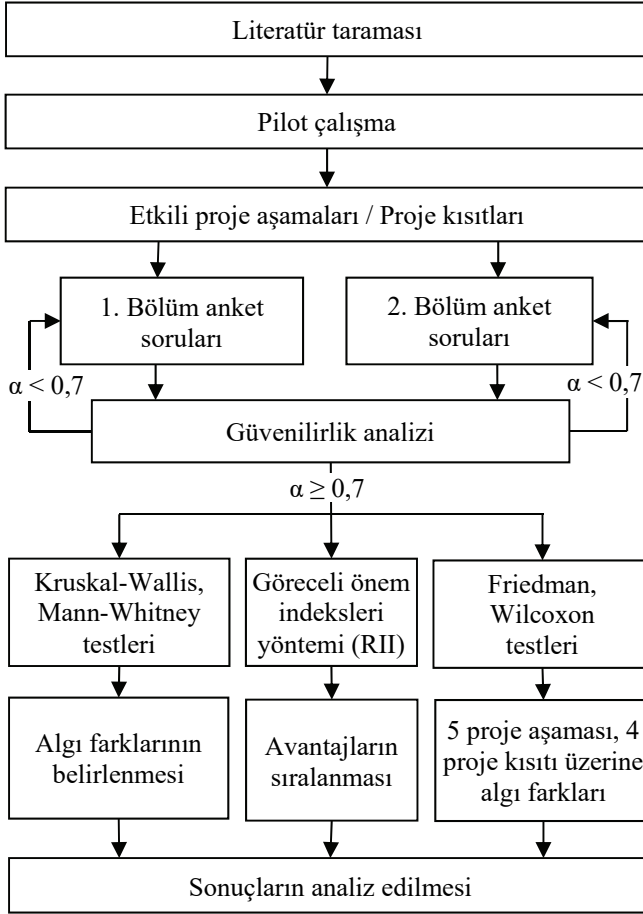 Literatür taraması
Pilot çalışma
Etkili proje aşamaları / Proje kısıtları
1. Bölüm anket
soruları
2. Bölüm anket
soruları
α < 0,7
α < 0,7
Güvenilirlik analizi
α ≥ 0,7
Kruskal-Wallis,
Mann-Whitney
testleri
Göreceli önem
indeksleri
yöntemi (RII)
Friedman,
Wilcoxon
testleri
Algı farklarının
belirlenmesi
Avantajların
sıralanması
5 proje aşaması, 4
proje kısıtı üzerine
algı farkları
Sonuçların analiz edilmesi